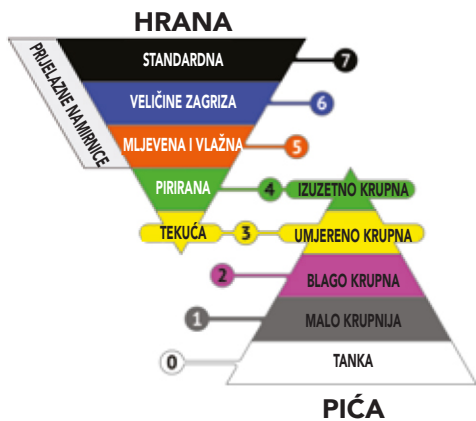 HRANA
PRIJELAZNE NAMIRNICE
STANDARDNA
7
VELIČINE ZAGRIZA
6
MLJEVENA I VLAŽNA
5
PIRIRANA
4
IZUZETNO KRUPNA
TEKUĆA
3
UMJERENO KRUPNA
2
BLAGO KRUPNA
1
MALO KRUPNIJA
0
TANKA
PIĆA